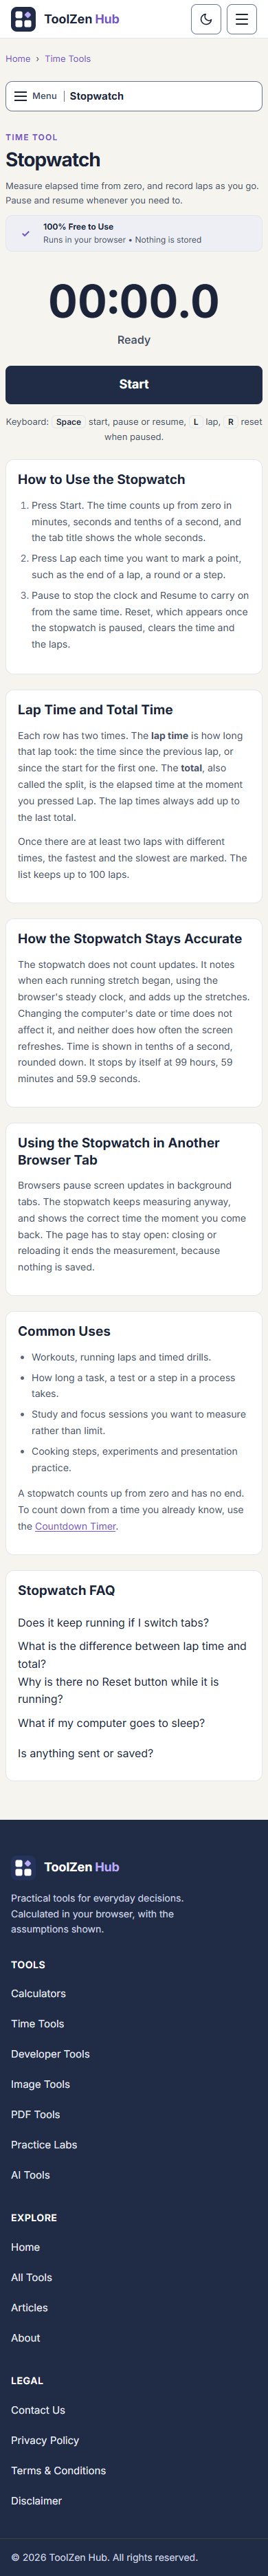 ToolZen Hub
Home › Time Tools
Menu | Stopwatch
TIME TOOL
Stopwatch
Measure elapsed time from zero, and record laps as you go.
Pause and resume whenever you need to.
✓ 100% Free to Use
Runs in your browser • Nothing is stored
00:00.0
Ready
Start
Keyboard: Space start, pause or resume, L lap, R reset
when paused.
How to Use the Stopwatch
1. Press Start. The time counts up from zero in
minutes, seconds and tenths of a second, and
the tab title shows the whole seconds.
2. Press Lap each time you want to mark a point,
such as the end of a lap, a round or a step.
3. Pause to stop the clock and Resume to carry on
from the same time. Reset, which appears once
the stopwatch is paused, clears the time and
the laps.
Lap Time and Total Time
Each row has two times. The lap time is how long
that lap took: the time since the previous lap, or
since the start for the first one. The total, also
called the split, is the elapsed time at the moment
you pressed Lap. The lap times always add up to
the last total.
Once there are at least two laps with different
times, the fastest and the slowest are marked. The
list keeps up to 100 laps.
How the Stopwatch Stays Accurate
The stopwatch does not count updates. It notes
when each running stretch began, using the
browser's steady clock, and adds up the stretches.
Changing the computer's date or time does not
affect it, and neither does how often the screen
refreshes. Time is shown in tenths of a second,
rounded down. It stops by itself at 99 hours, 59
minutes and 59.9 seconds.
Using the Stopwatch in Another
Browser Tab
Browsers pause screen updates in background
tabs. The stopwatch keeps measuring anyway,
and shows the correct time the moment you come
back. The page has to stay open: closing or
reloading it ends the measurement, because
nothing is saved.
Common Uses
• Workouts, running laps and timed drills.
• How long a task, a test or a step in a process
takes.
• Study and focus sessions you want to measure
rather than limit.
• Cooking steps, experiments and presentation
practice.
A stopwatch counts up from zero and has no end.
To count down from a time you already know, use
the Countdown Timer.
Stopwatch FAQ
Does it keep running if I switch tabs?
What is the difference between lap time and
total?
Why is there no Reset button while it is
running?
What if my computer goes to sleep?
Is anything sent or saved?
ToolZen Hub
Practical tools for everyday decisions.
Calculated in your browser, with the
assumptions shown.
TOOLS
Calculators
Time Tools
Developer Tools
Image Tools
PDF Tools
Practice Labs
AI Tools
EXPLORE
Home
All Tools
Articles
About
LEGAL
Contact Us
Privacy Policy
Terms & Conditions
Disclaimer
© 2026 ToolZen Hub. All rights reserved.